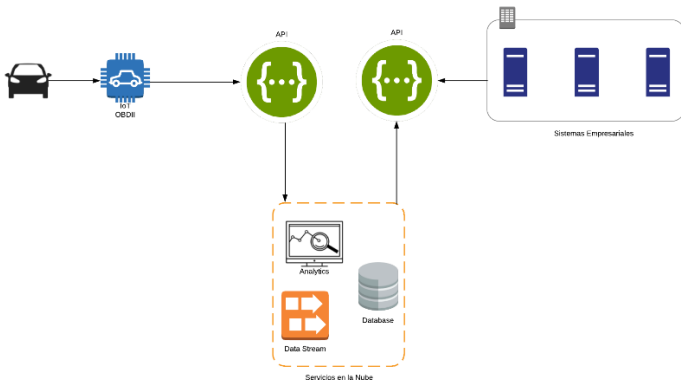 API
API
IoT
OBDII
Sistemas Empresariales
Analytics
Database
Data Stream
Servicios en la Nube